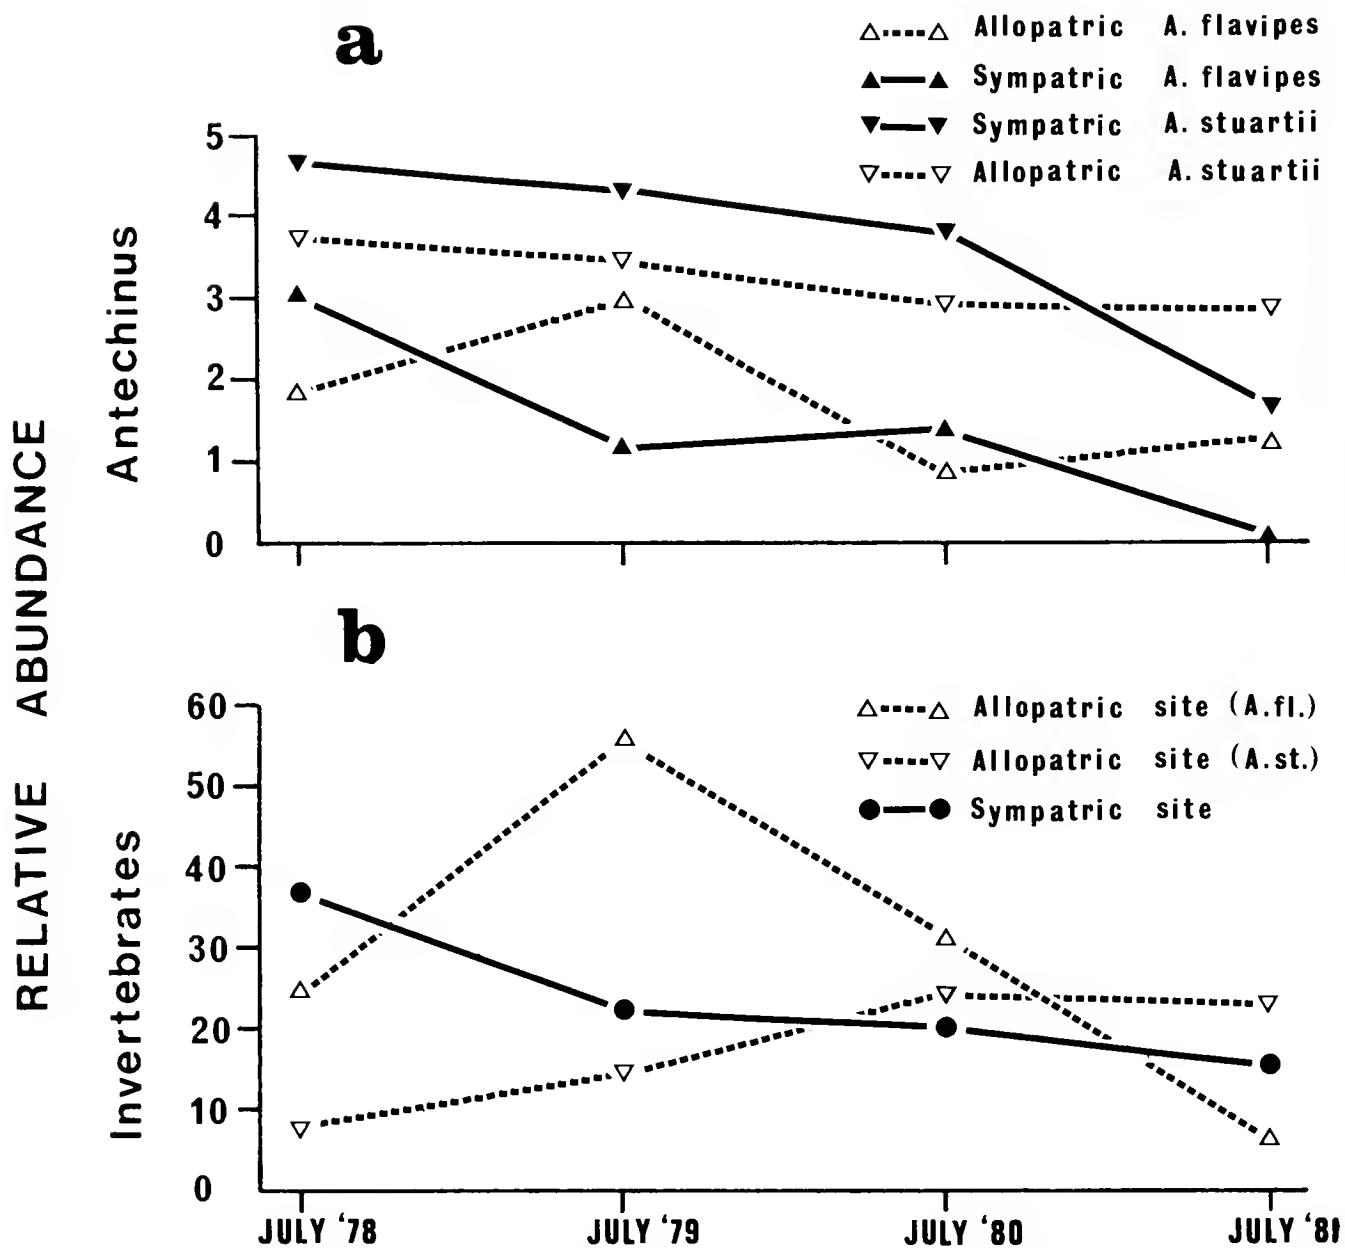 a
Allopatric A. flavipes
Sympatric A. flavipes
Sympatric A. stuartii
Allopatric A. stuartii
5
4
3
2
1
0
Antechinus
RELATIVE ABUNDANCE
b
Allopatric site (A.fl.)
Allopatric site (A.st.)
Sympatric site
60
50
40
30
20
10
0
Invertebrates
JULY '78 JULY '79 JULY '80 JULY '81